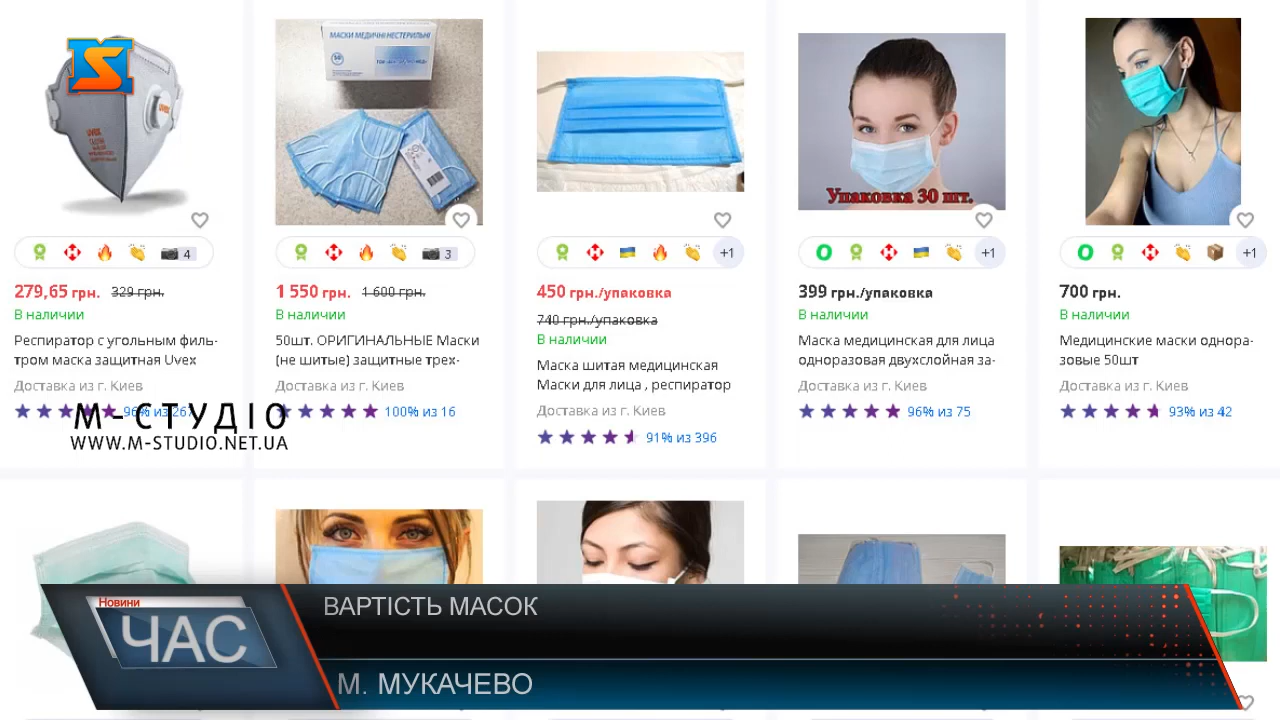 МАСКИ МЕДИЧНІ НЕСТЕРИЛЬНІ
50
uvex
Упаковка 30 шт.
4
3
+1
+1
+1
279,65 грн. 329 грн.
В наличии
Респиратор с угольным филь-
тром маска защитная Uvex
Доставка из г. Киев
96% из 267
1 550 грн. 1 600 грн.
В наличии
50шт. ОРИГИНАЛЬНЫЕ Маски
(не шитые) защитные трех-
Доставка из г. Киев
100% из 16
450 грн./упаковка
740 грн./упаковка
В наличии
Маска шитая медицинская
Маски для лица , респиратор
Доставка из г. Киев
91% из 396
399 грн./упаковка
В наличии
Маска медицинская для лица
одноразовая двухслойная за-
Доставка из г. Киев
96% из 75
700 грн.
В наличии
Медицинские маски однора-
зовые 50шт
Доставка из г. Киев
93% из 42
М-СТУДІО
WWW.M-STUDIO.NET.UA
Новини
ЧАС
ВАРТІСТЬ МАСОК
М. МУКАЧЕВО